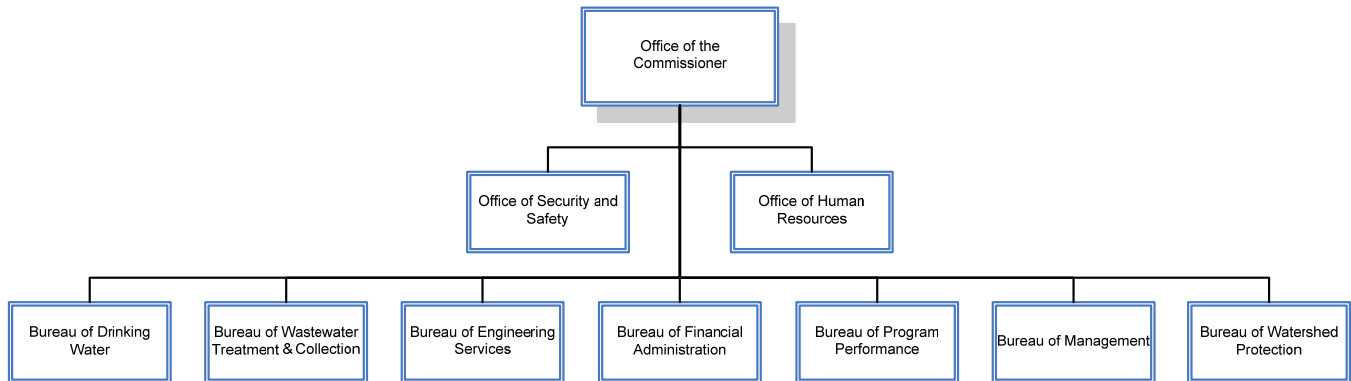 Office of the
Commissioner
Office of Security and
Safety
Office of Human
Resources
Bureau of Drinking
Water
Bureau of Wastewater
Treatment & Collection
Bureau of Engineering
Services
Bureau of Financial
Administration
Bureau of Program
Performance
Bureau of Management
Bureau of Watershed
Protection